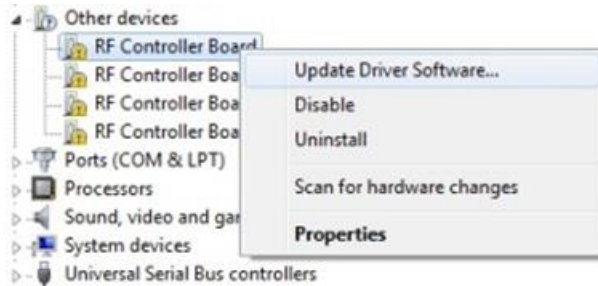 Other devices
RF Controller Board
RF Controller Boa
RF Controller Boa
RF Controller Boa
Ports (COM & LPT)
Processors
Sound, video and gar
System devices
Universal Serial Bus controllers
Update Driver Software...
Disable
Uninstall
Scan for hardware changes
Properties